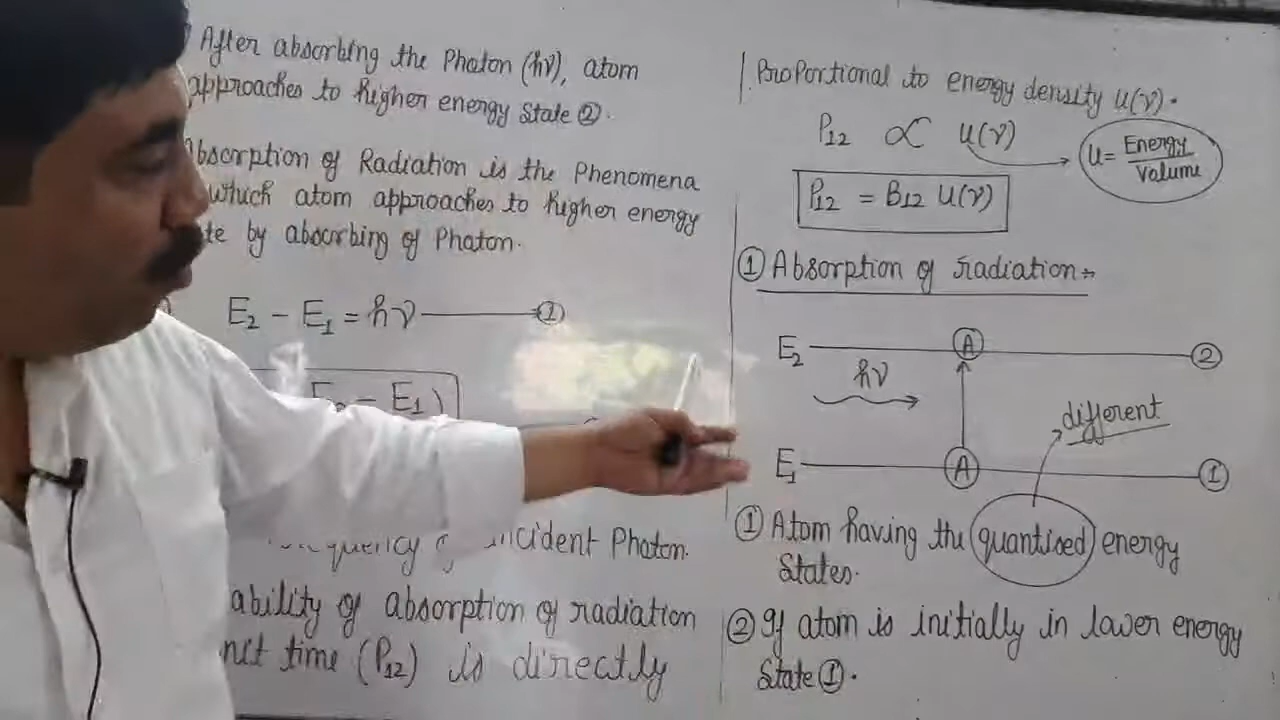 After absorbing the Photon (hν), atom
approaches to higher energy state ②.
Absorption of Radiation is the Phenomena
which atom approaches to higher energy
by absorbing of Photon.
E₂ - E₁ = hν ①
E₂ - E₁
incident Photon.
of absorption of radiation
time (P₁₂) is directly
Proportional to energy density u(ν).
P₁₂ ∝ u(ν)
u = Energy
Volume
P₁₂ = B₁₂ u(ν)
① Absorption of radiation:-
E₂ A ②
hν
different
E₁ A ①
① Atom having the quantised energy
States.
② If atom is initially in lower energy
State ①.